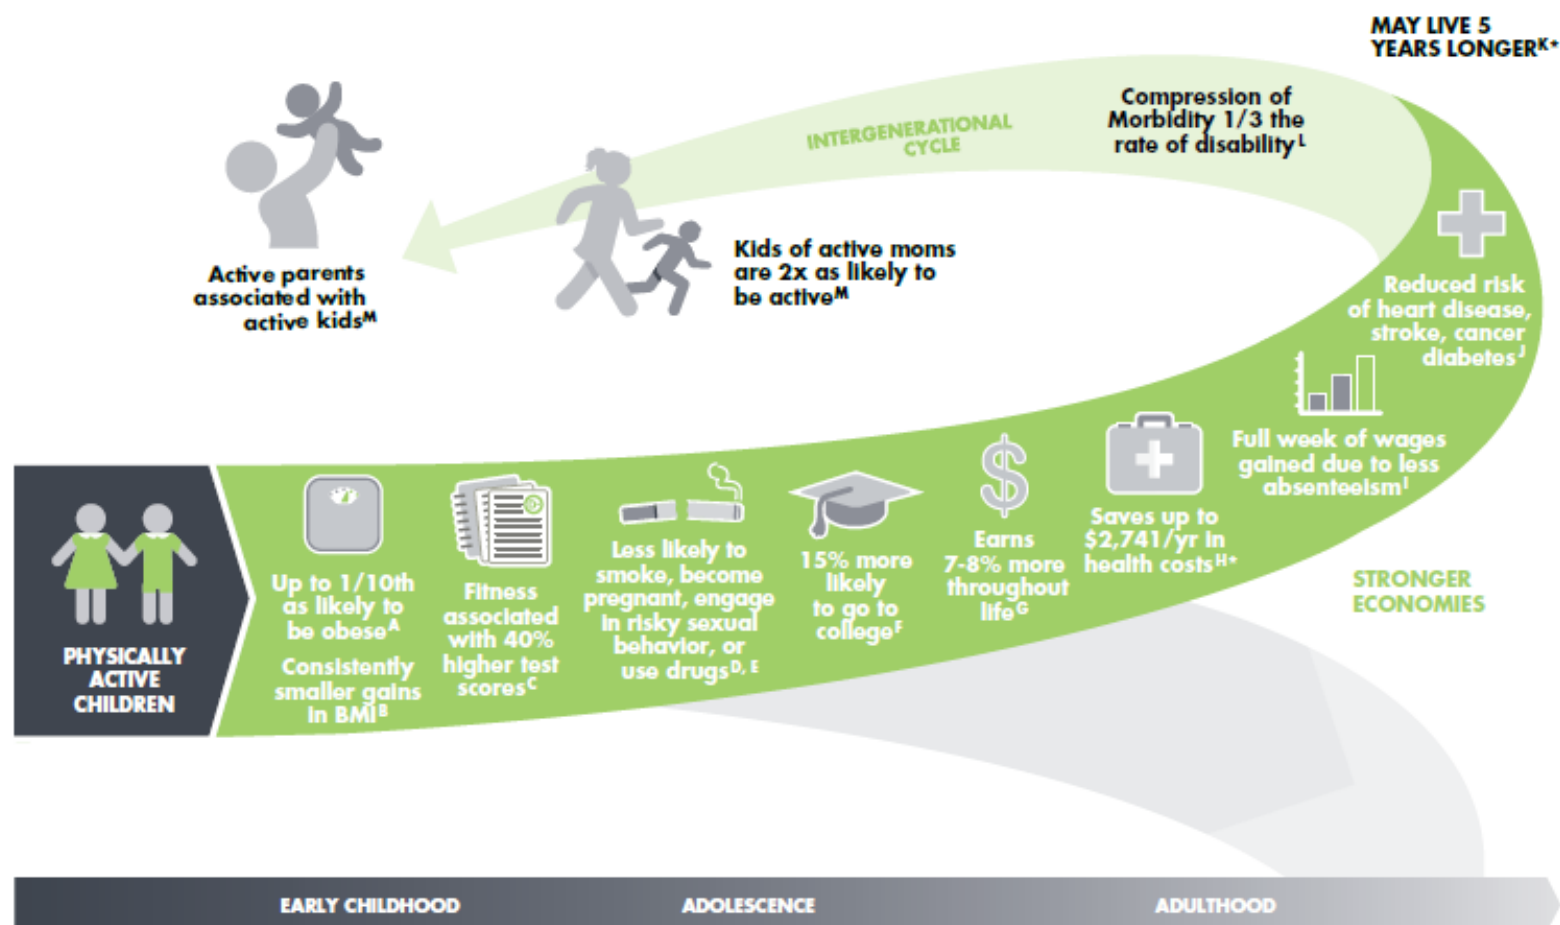 MAY LIVE 5
YEARS LONGERK+
Compression of
Morbidity 1/3 the
rate of disabilityL
INTERGENERATIONAL
CYCLE
Active parents
associated with
active kidsM
Kids of active moms
are 2x as likely to
be activeM
Reduced risk
of heart disease,
stroke, cancer
diabetesJ
Full week of wages
gained due to less
absenteeismI
Saves up to
$2,741/yr in
health costsH+
$
Earns
7-8% more
throughout
lifeG
15% more
likely
to go to
collegeF
Less likely to
smoke, become
pregnant, engage
in risky sexual
behavior, or
use drugsD, E
Fitness
associated
with 40%
higher test
scoresC
Up to 1/10th
as likely to
be obeseA
Consistently
smaller gains
in BMIB
PHYSICALLY
ACTIVE
CHILDREN
STRONGER
ECONOMIES
EARLY CHILDHOOD
ADOLESCENCE
ADULTHOOD